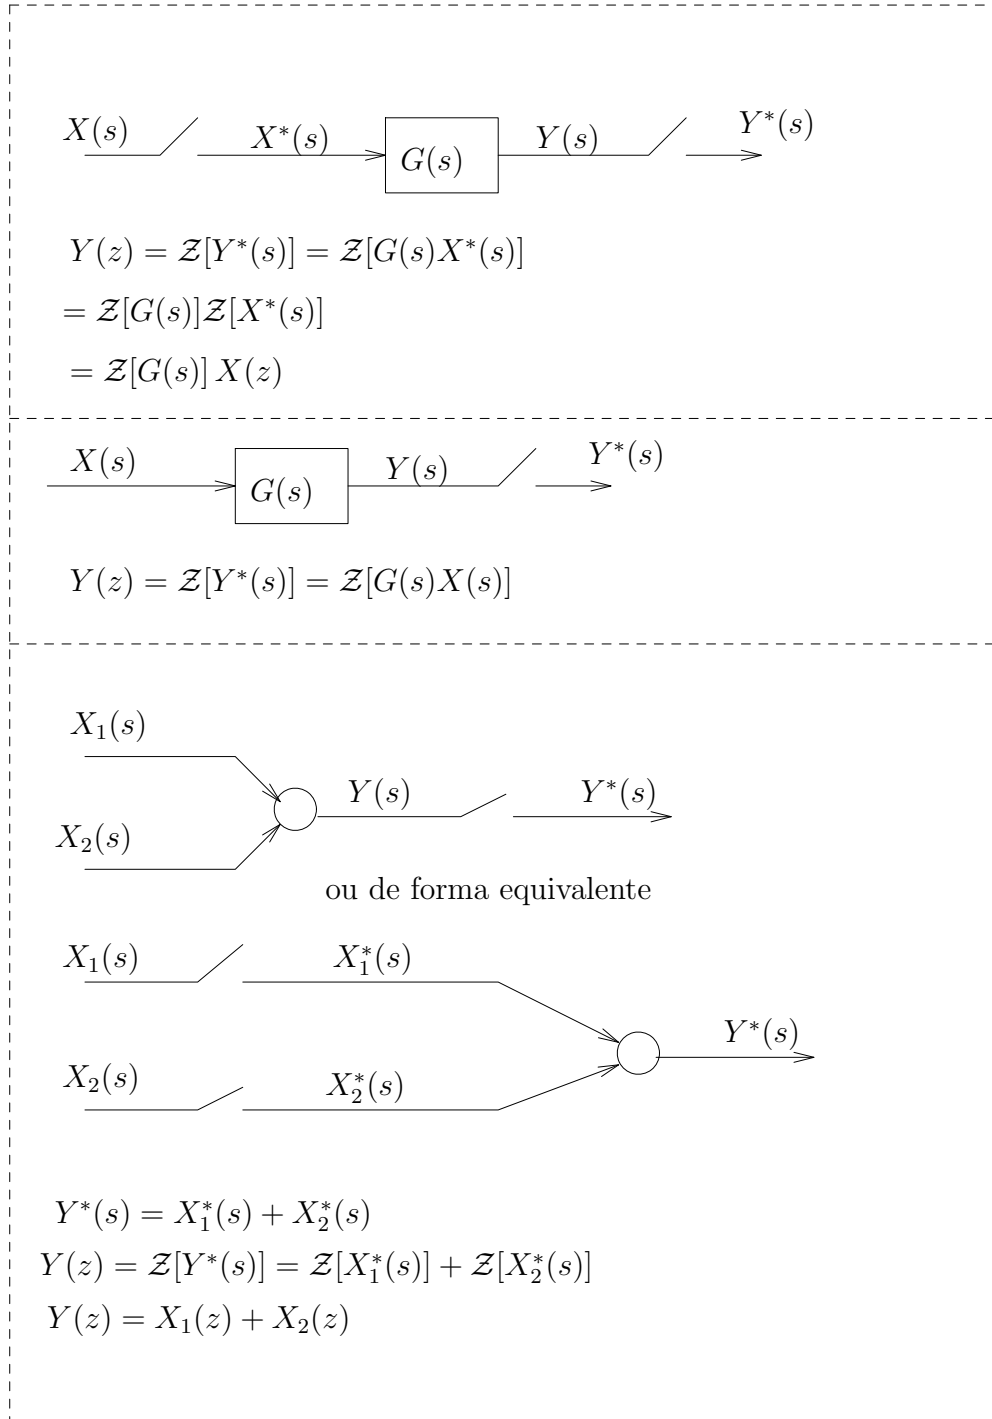 X(s) X*(s) G(s) Y(s) Y*(s)
Y(z) = 𝒵[Y*(s)] = 𝒵[G(s)X*(s)]
= 𝒵[G(s)]𝒵[X*(s)]
= 𝒵[G(s)] X(z)
X(s) G(s) Y(s) Y*(s)
Y(z) = 𝒵[Y*(s)] = 𝒵[G(s)X(s)]
X₁(s)
Y(s) Y*(s)
X₂(s)
ou de forma equivalente
X₁(s) X₁*(s)
Y*(s)
X₂(s) X₂*(s)
Y*(s) = X₁*(s) + X₂*(s)
Y(z) = 𝒵[Y*(s)] = 𝒵[X₁*(s)] + 𝒵[X₂*(s)]
Y(z) = X₁(z) + X₂(z)